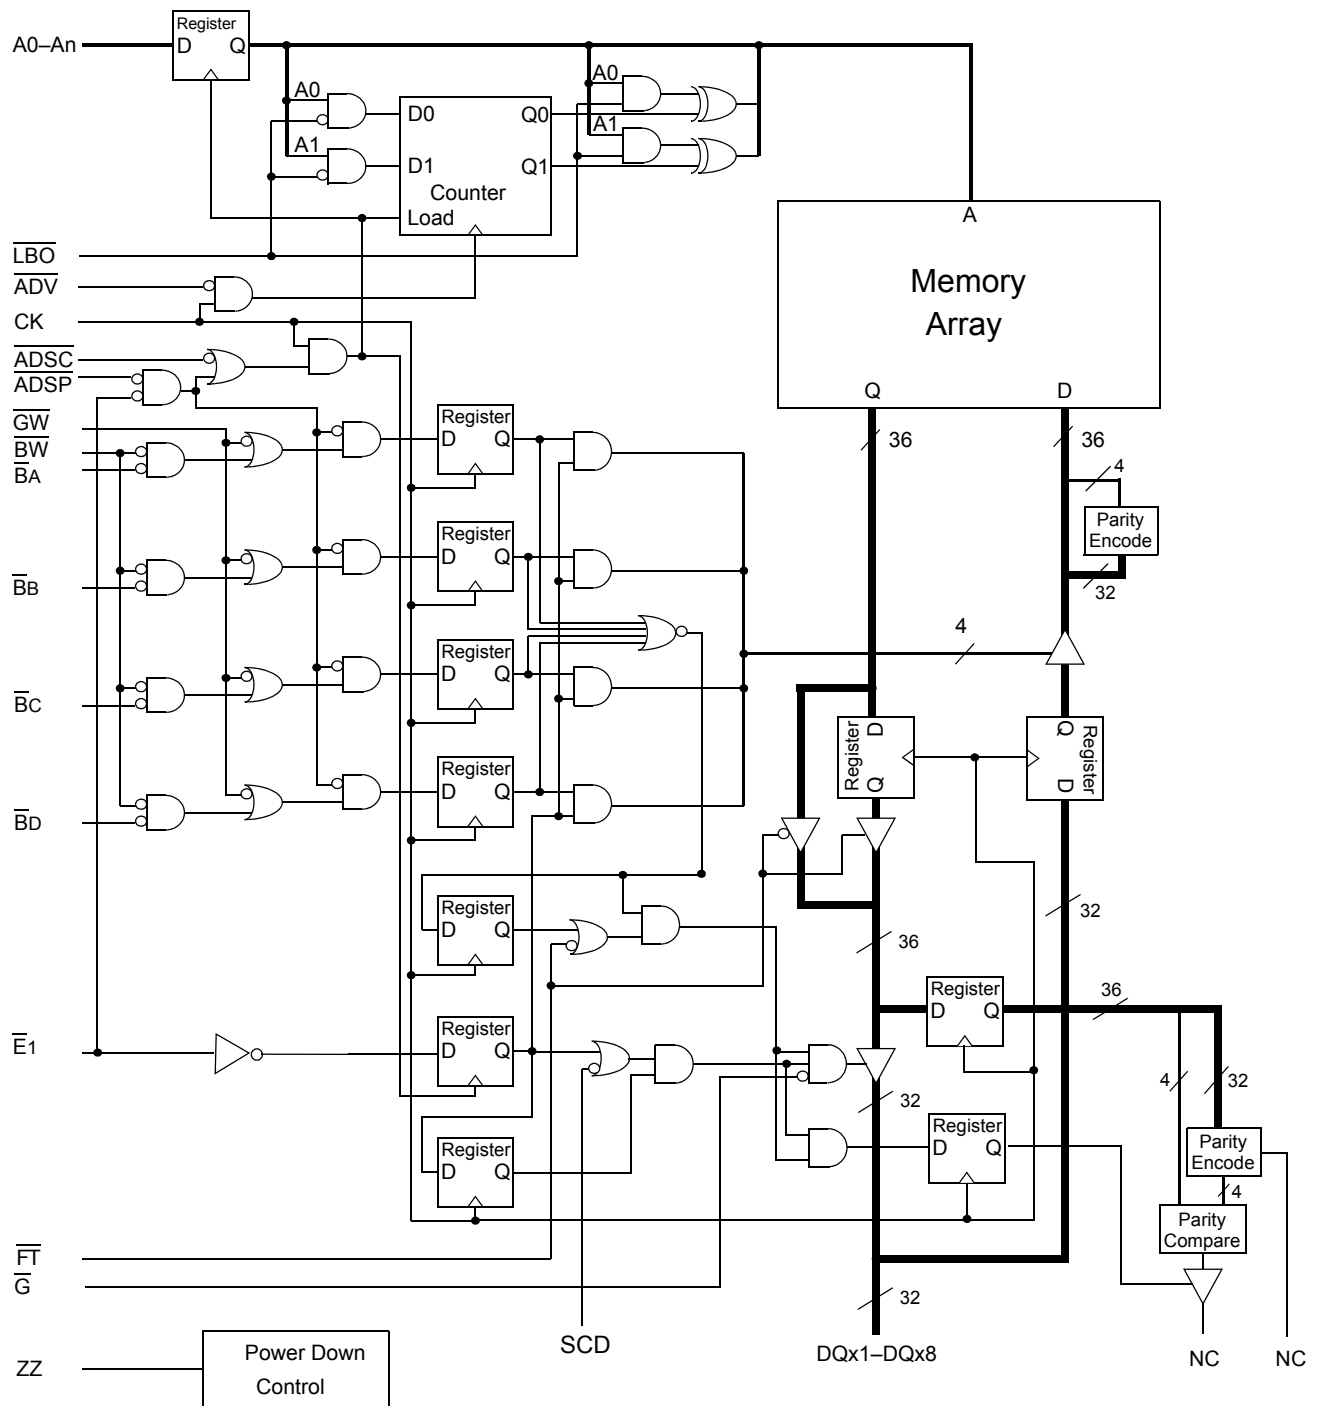 Register
A0–An
D Q
A0
A0
D0
Q0
A1
A1
D1
Q1
Counter
Load
A
LBO
Memory
Array
ADV
CK
ADSC
ADSP
Q
D
GW
BW
BA
Register
D Q
36
36
4
Parity
Encode
32
Register
D Q
BB
4
Register
D Q
BC
Register
D
Q
Q
D
Register
Register
D Q
BD
32
Register
D Q
36
Register
D Q
36
Register
D Q
E1
4
32
32
Register
D Q
Parity
Encode
Register
D Q
4
Parity
Compare
FT
G
32
SCD
DQx1–DQx8
NC
NC
ZZ
Power Down
Control